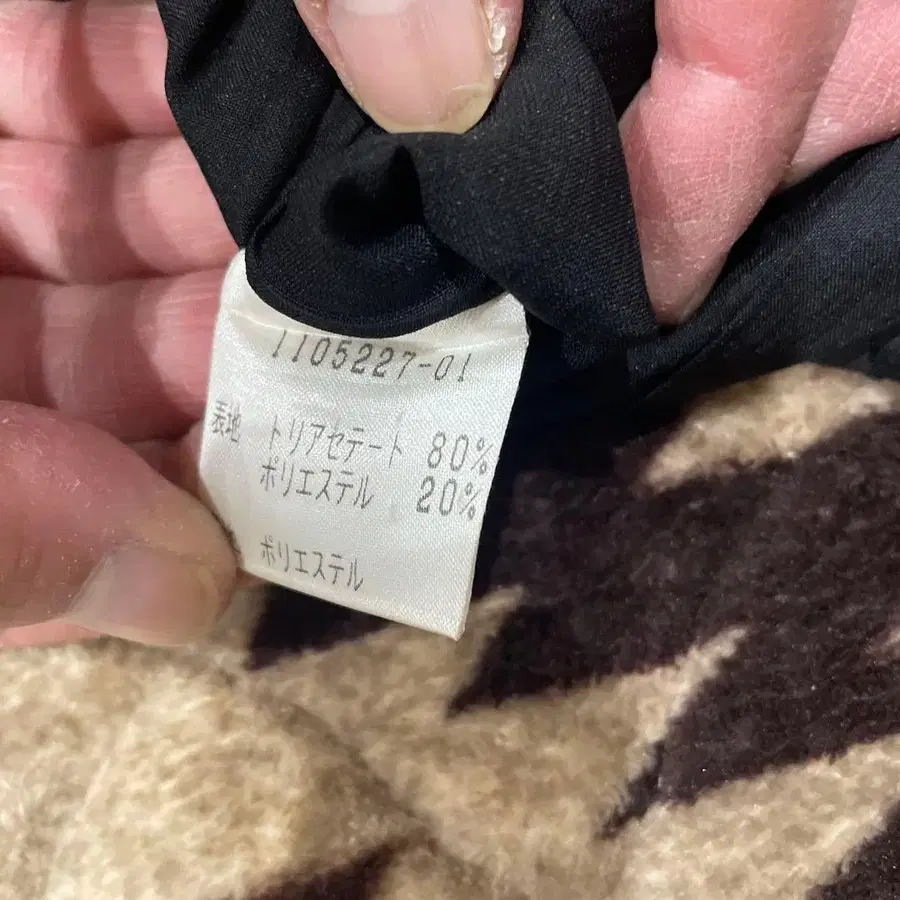 1105227-01
表地 トリアセテート 80%
ポリエステル 20%
ポリエステル